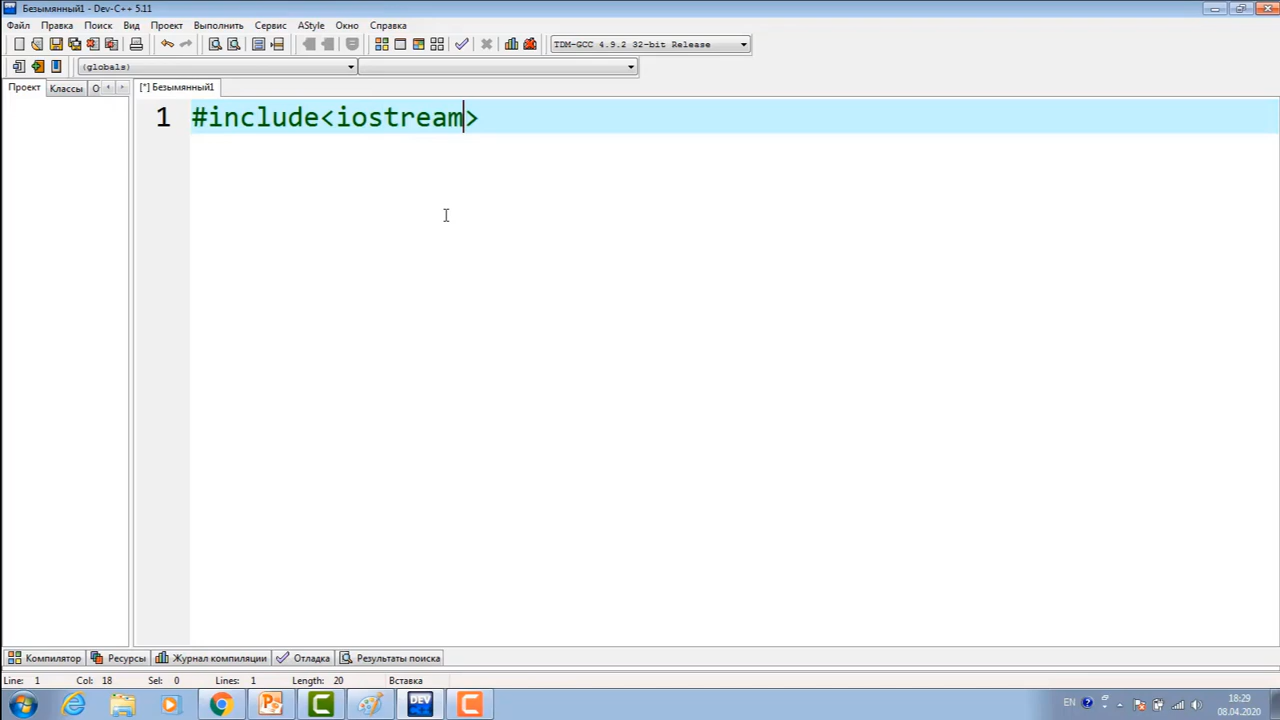 Безымянный1 - Dev-C++ 5.11
Файл Правка Поиск Вид Проект Выполнить Сервис AStyle Окно Справка
TDM-GCC 4.9.2 32-bit Release
(globals)
Проект Классы О [*] Безымянный1
1 #include<iostream>
Компилятор Ресурсы Журнал компиляции Отладка Результаты поиска
Line: 1 Col: 18 Sel: 0 Lines: 1 Length: 20 Вставка
DEV EN 18:29
08.04.2020